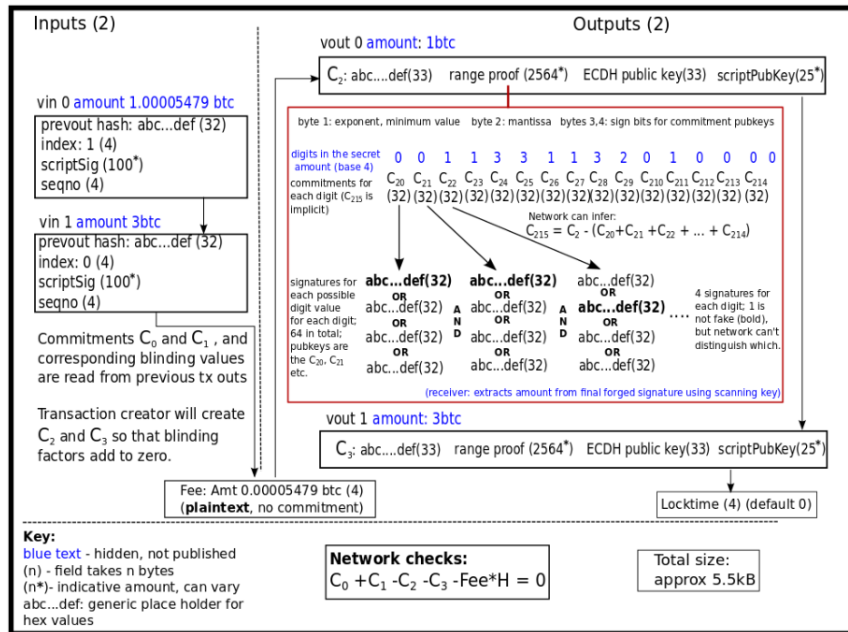 Inputs (2)
Outputs (2)
vin 0 amount 1.00005479 btc
prevout hash: abc...def (32)
index: 1 (4)
scriptSig (100*)
seqno (4)
vin 1 amount 3btc
prevout hash: abc...def (32)
index: 0 (4)
scriptSig (100*)
seqno (4)
Commitments C0 and C1 , and
corresponding blinding values
are read from previous tx outs
Transaction creator will create
C2 and C3 so that blinding
factors add to zero.
Fee: Amt 0.00005479 btc (4)
(plaintext, no commitment)
vout 0 amount: 1btc
C2: abc....def(33) range proof (2564*) ECDH public key(33) scriptPubKey(25*)
byte 1: exponent, minimum value byte 2: mantissa bytes 3,4: sign bits for commitment pubkeys
digits in the secret
amount (base 4)
0 0 1 1 3 3 1 1 3 2 0 1 0 0 0 0
commitments for
each digit (C215 is
implicit)
C20 C21 C22 C23 C24 C25 C26 C27 C28 C29 C210 C211 C212 C213 C214
(32) (32) (32) (32) (32) (32) (32) (32) (32) (32) (32) (32) (32) (32) (32)
Network can infer:
C215 = C2 - (C20+C21 +C22 + ... + C214)
signatures for
each possible
digit value
for each digit;
64 in total;
pubkeys are
the C20, C21
etc.
abc...def(32)
OR
abc...def(32)
OR
abc...def(32)
OR
abc...def(32)
A
N
D
abc...def(32)
OR
abc...def(32)
OR
abc...def(32)
OR
abc...def(32)
A
N
D
abc...def(32)
OR
abc...def(32)
OR
abc...def(32)
OR
abc...def(32)
....
4 signatures for
each digit; 1 is
not fake (bold),
but network can't
distinguish which.
(receiver: extracts amount from final forged signature using scanning key)
vout 1 amount: 3btc
C3: abc....def(33) range proof (2564*) ECDH public key(33) scriptPubKey(25*)
Locktime (4) (default 0)
Key:
blue text - hidden, not published
(n) - field takes n bytes
(n*)- indicative amount, can vary
abc...def: generic place holder for
hex values
Network checks:
C0 +C1 -C2 -C3 -Fee*H = 0
Total size:
approx 5.5kB